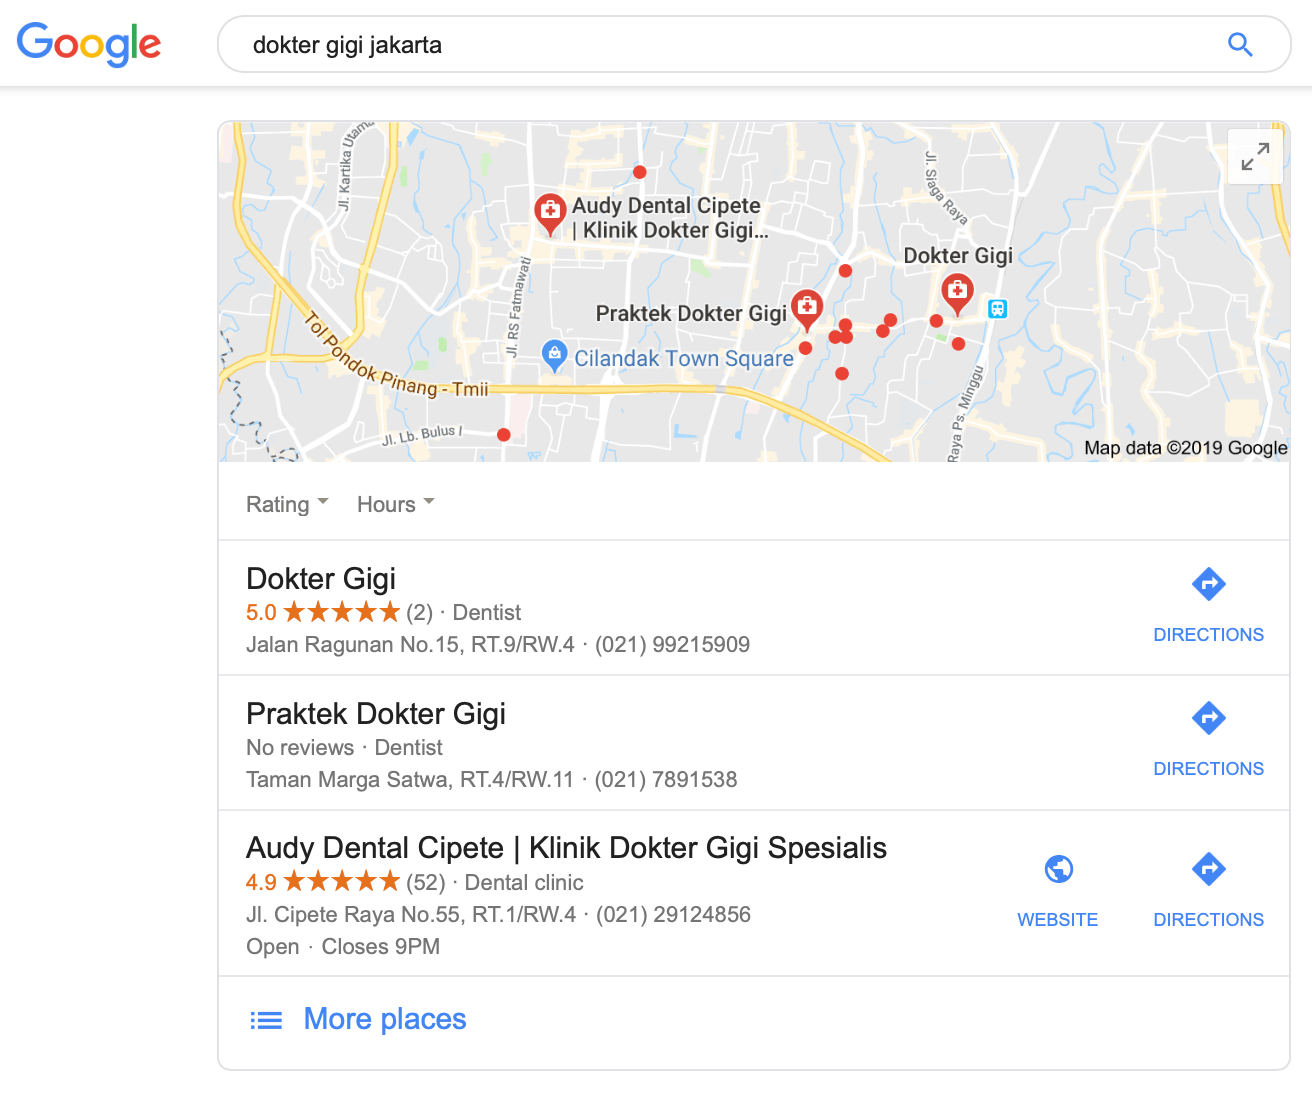 Google
dokter gigi jakarta
Jl. Kartika Utama
Jl. Siaga Raya
Audy Dental Cipete
| Klinik Dokter Gigi...
Dokter Gigi
Jl. RS Fatmawati
Praktek Dokter Gigi
Tol Pondok Pinang - Tmii
Cilandak Town Square
Raya Ps. Minggu
Jl. Lb. Bulus I
Map data ©2019 Google
Rating Hours
Dokter Gigi
5.0 ★★★★★ (2) · Dentist
Jalan Ragunan No.15, RT.9/RW.4 · (021) 99215909
DIRECTIONS
Praktek Dokter Gigi
No reviews · Dentist
Taman Marga Satwa, RT.4/RW.11 · (021) 7891538
DIRECTIONS
Audy Dental Cipete | Klinik Dokter Gigi Spesialis
4.9 ★★★★★ (52) · Dental clinic
Jl. Cipete Raya No.55, RT.1/RW.4 · (021) 29124856
Open · Closes 9PM
WEBSITE DIRECTIONS
More places